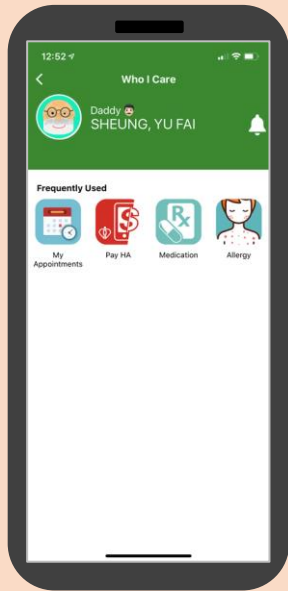 12:52
Who I Care
Daddy
SHEUNG, YU FAI
Frequently Used
My Appointments
Pay HA
Medication
Allergy